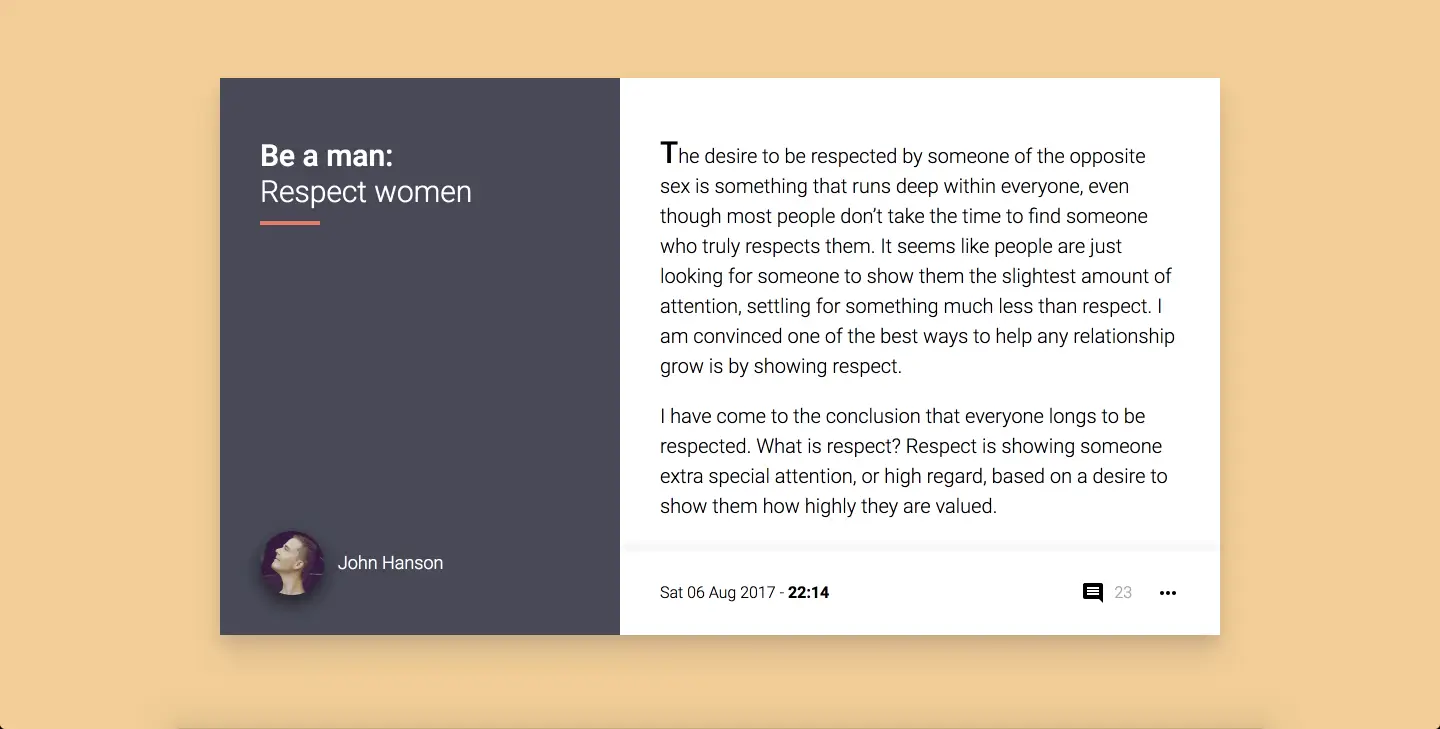 Be a man:
Respect women
John Hanson
The desire to be respected by someone of the opposite
sex is something that runs deep within everyone, even
though most people don’t take the time to find someone
who truly respects them. It seems like people are just
looking for someone to show them the slightest amount of
attention, settling for something much less than respect. I
am convinced one of the best ways to help any relationship
grow is by showing respect.
I have come to the conclusion that everyone longs to be
respected. What is respect? Respect is showing someone
extra special attention, or high regard, based on a desire to
show them how highly they are valued.
Sat 06 Aug 2017 - 22:14
23